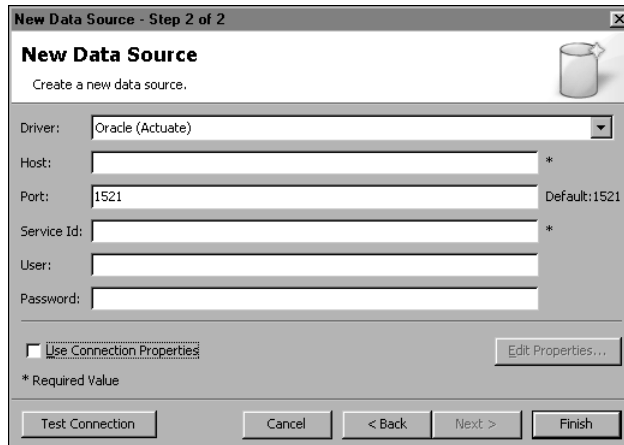 New Data Source - Step 2 of 2
New Data Source
Create a new data source.
Driver: Oracle (Actuate)
Host: *
Port: 1521 Default:1521
Service Id: *
User:
Password:
Use Connection Properties Edit Properties...
* Required Value
Test Connection Cancel < Back Next > Finish